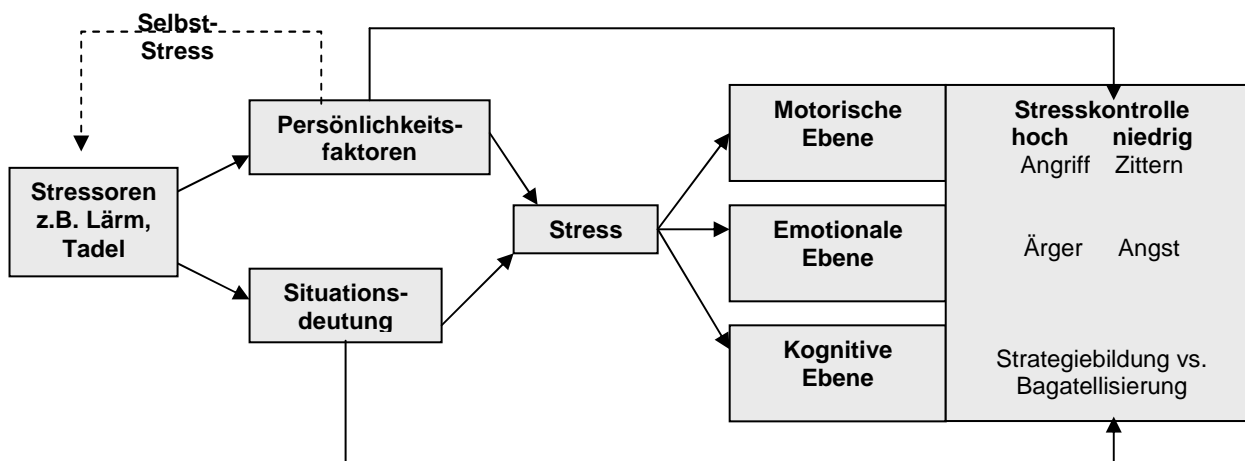 Selbst-
Stress
Persönlichkeits-
faktoren
Stressoren
z.B. Lärm,
Tadel
Situations-
deutung
Stress
Motorische
Ebene
Emotionale
Ebene
Kognitive
Ebene
Stresskontrolle
hoch niedrig
Angriff Zittern
Ärger Angst
Strategiebildung vs.
Bagatellisierung